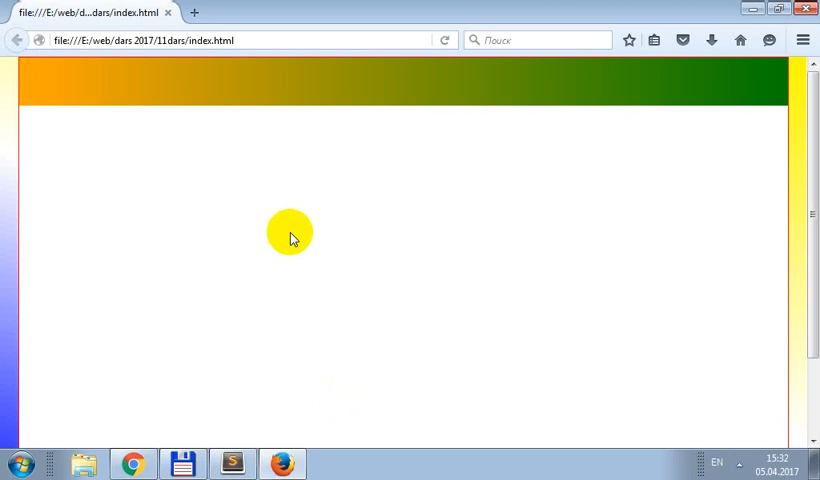 file:///E:/web/d...dars/index.html
file:///E:/web/dars 2017/11dars/index.html
Поиск
EN
15:32
05.04.2017